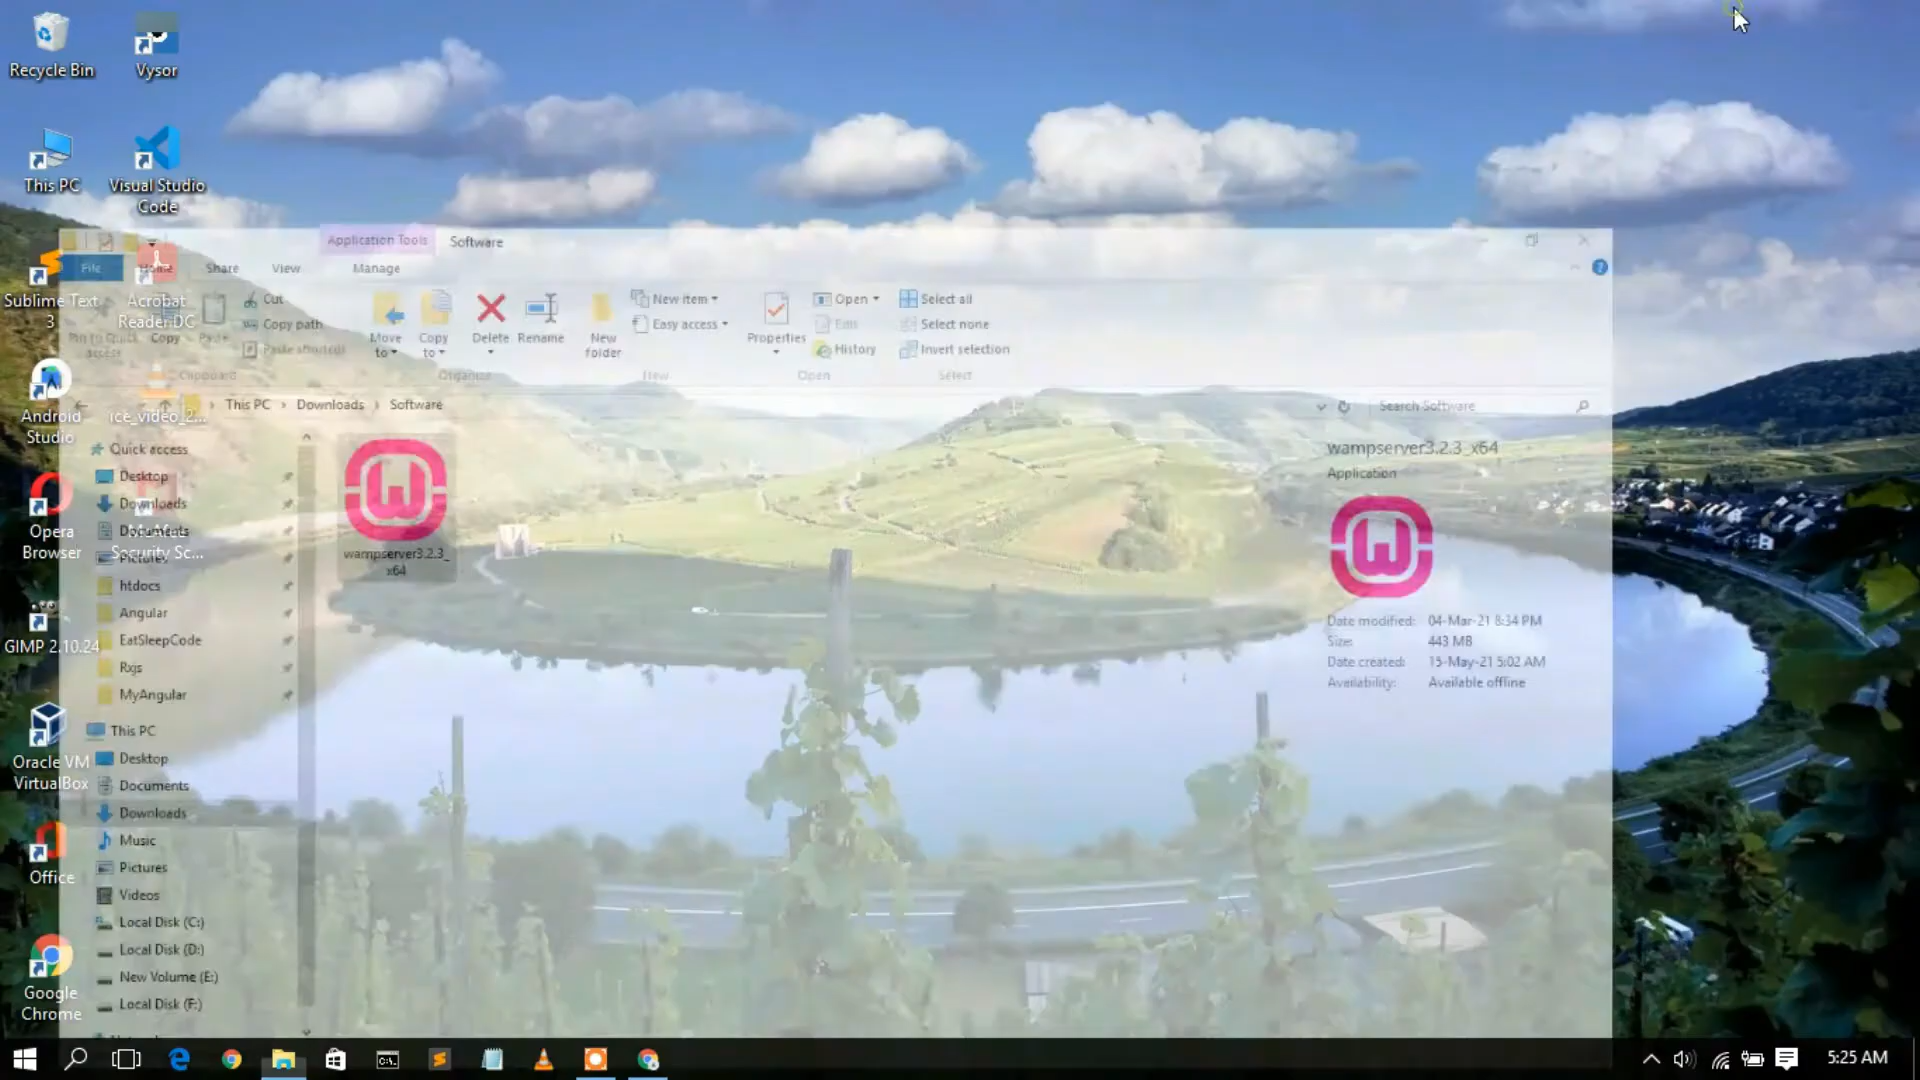 Recycle Bin
Vysor
This PC
Visual Studio
Code
Sublime Text
3
Acrobat
Reader DC
Android
Studio
ice_video_2...
Opera
Browser
Security Sc...
GIMP 2.10.24
Oracle VM
VirtualBox
Office
Google
Chrome
Application Tools
Software
File
Home
Share
View
Manage
Pin to Quick
access
Copy
Paste
Cut
Copy path
Paste shortcut
Clipboard
Move
to
Copy
to
Delete
Rename
Organize
New
folder
New item
Easy access
New
Properties
Open
Edit
History
Open
Select all
Select none
Invert selection
Select
This PC
Downloads
Software
Search Software
Quick access
Desktop
Downloads
Documents
Pictures
htdocs
Angular
EatSleepCode
Rxjs
MyAngular
This PC
Desktop
Documents
Downloads
Music
Pictures
Videos
Local Disk (C:)
Local Disk (D:)
New Volume (E:)
Local Disk (F:)
wampserver3.2.3_
x64
wampserver3.2.3_x64
Application
Date modified: 04-Mar-21 8:34 PM
Size: 443 MB
Date created: 15-May-21 5:02 AM
Availability: Available offline
5:25 AM